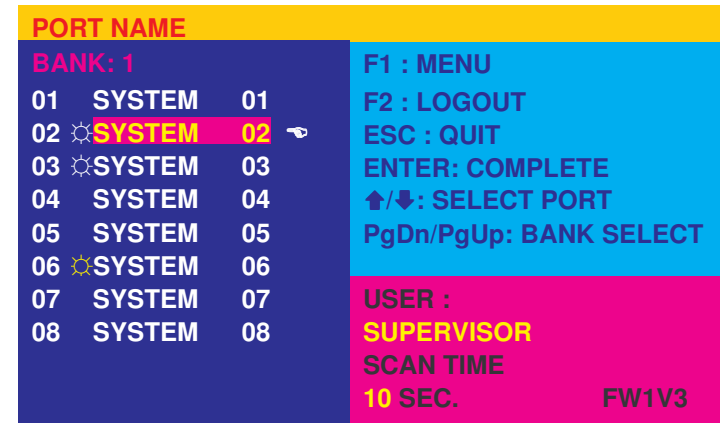 PORT NAME
BANK: 1
01 SYSTEM 01
02 ☼SYSTEM 02 ☜
03 ☼SYSTEM 03
04 SYSTEM 04
05 SYSTEM 05
06 ☼SYSTEM 06
07 SYSTEM 07
08 SYSTEM 08
F1 : MENU
F2 : LOGOUT
ESC : QUIT
ENTER: COMPLETE
⬆/⬇: SELECT PORT
PgDn/PgUp: BANK SELECT
USER :
SUPERVISOR
SCAN TIME
10 SEC. FW1V3